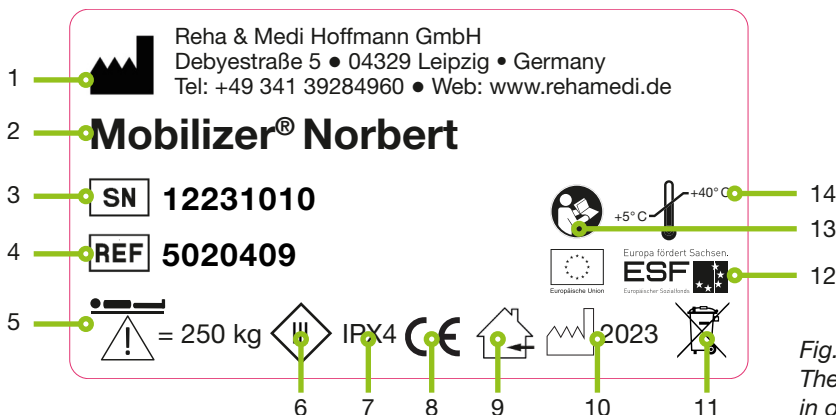 Reha & Medi Hoffmann GmbH
Debyestraße 5 ● 04329 Leipzig • Germany
Tel: +49 341 39284960 ● Web: www.rehamedi.de
1
2 Mobilizer® Norbert
3 SN 12231010
+40°C 14
+5°C
13
4 REF 5020409
Europa fördert Sachsen.
ESF 12
Europäische Union Europäischer Sozialfonds
5 = 250 kg III IPX4 CE 2023
Fig.
The
in
6 7 8 9 10 11